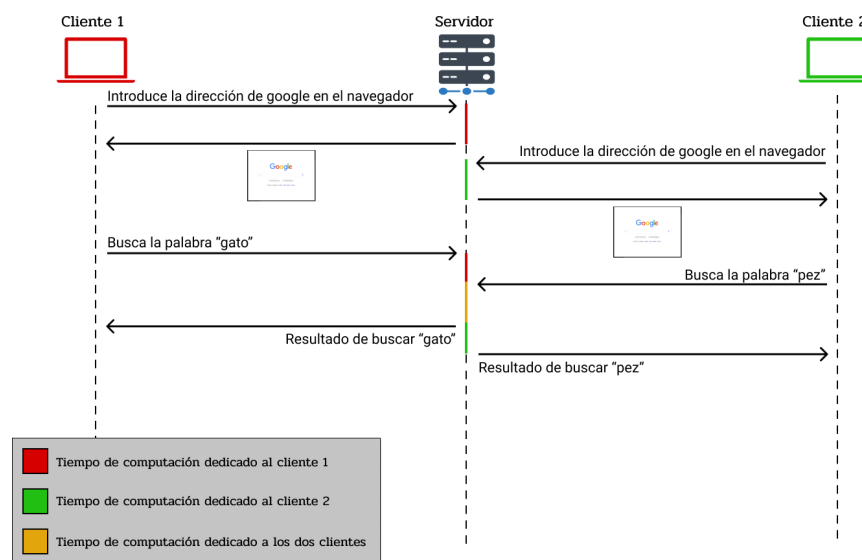 Cliente 1
Servidor
Cliente 2
Introduce la dirección de google en el navegador
Introduce la dirección de google en el navegador
Google
Google
Busca la palabra “gato”
Busca la palabra “pez”
Resultado de buscar “gato”
Resultado de buscar “pez”
Tiempo de computación dedicado al cliente 1
Tiempo de computación dedicado al cliente 2
Tiempo de computación dedicado a los dos clientes